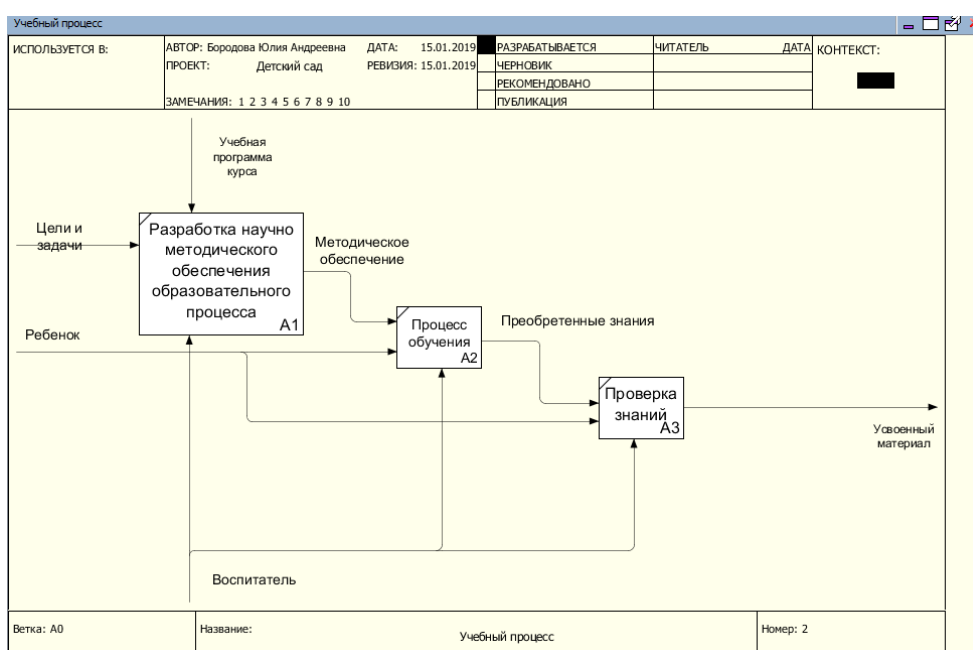 Учебный процесс
ИСПОЛЬЗУЕТСЯ В:
АВТОР: Бородова Юлия Андреевна
ДАТА: 15.01.2019
ПРОЕКТ: Детский сад
РЕВИЗИЯ: 15.01.2019
ЗАМЕЧАНИЯ: 1 2 3 4 5 6 7 8 9 10
РАЗРАБАТЫВАЕТСЯ
ЧЕРНОВИК
РЕКОМЕНДОВАНО
ПУБЛИКАЦИЯ
ЧИТАТЕЛЬ ДАТА
КОНТЕКСТ:
Учебная
программа
курса
Цели и
задачи
Разработка научно
методического
обеспечения
образовательного
процесса
A1
Методическое
обеспечение
Ребенок
Процесс
обучения
A2
Преобретенные знания
Проверка
знаний
A3
Усвоенный
материал
Воспитатель
Ветка: A0
Название:
Учебный процесс
Номер: 2